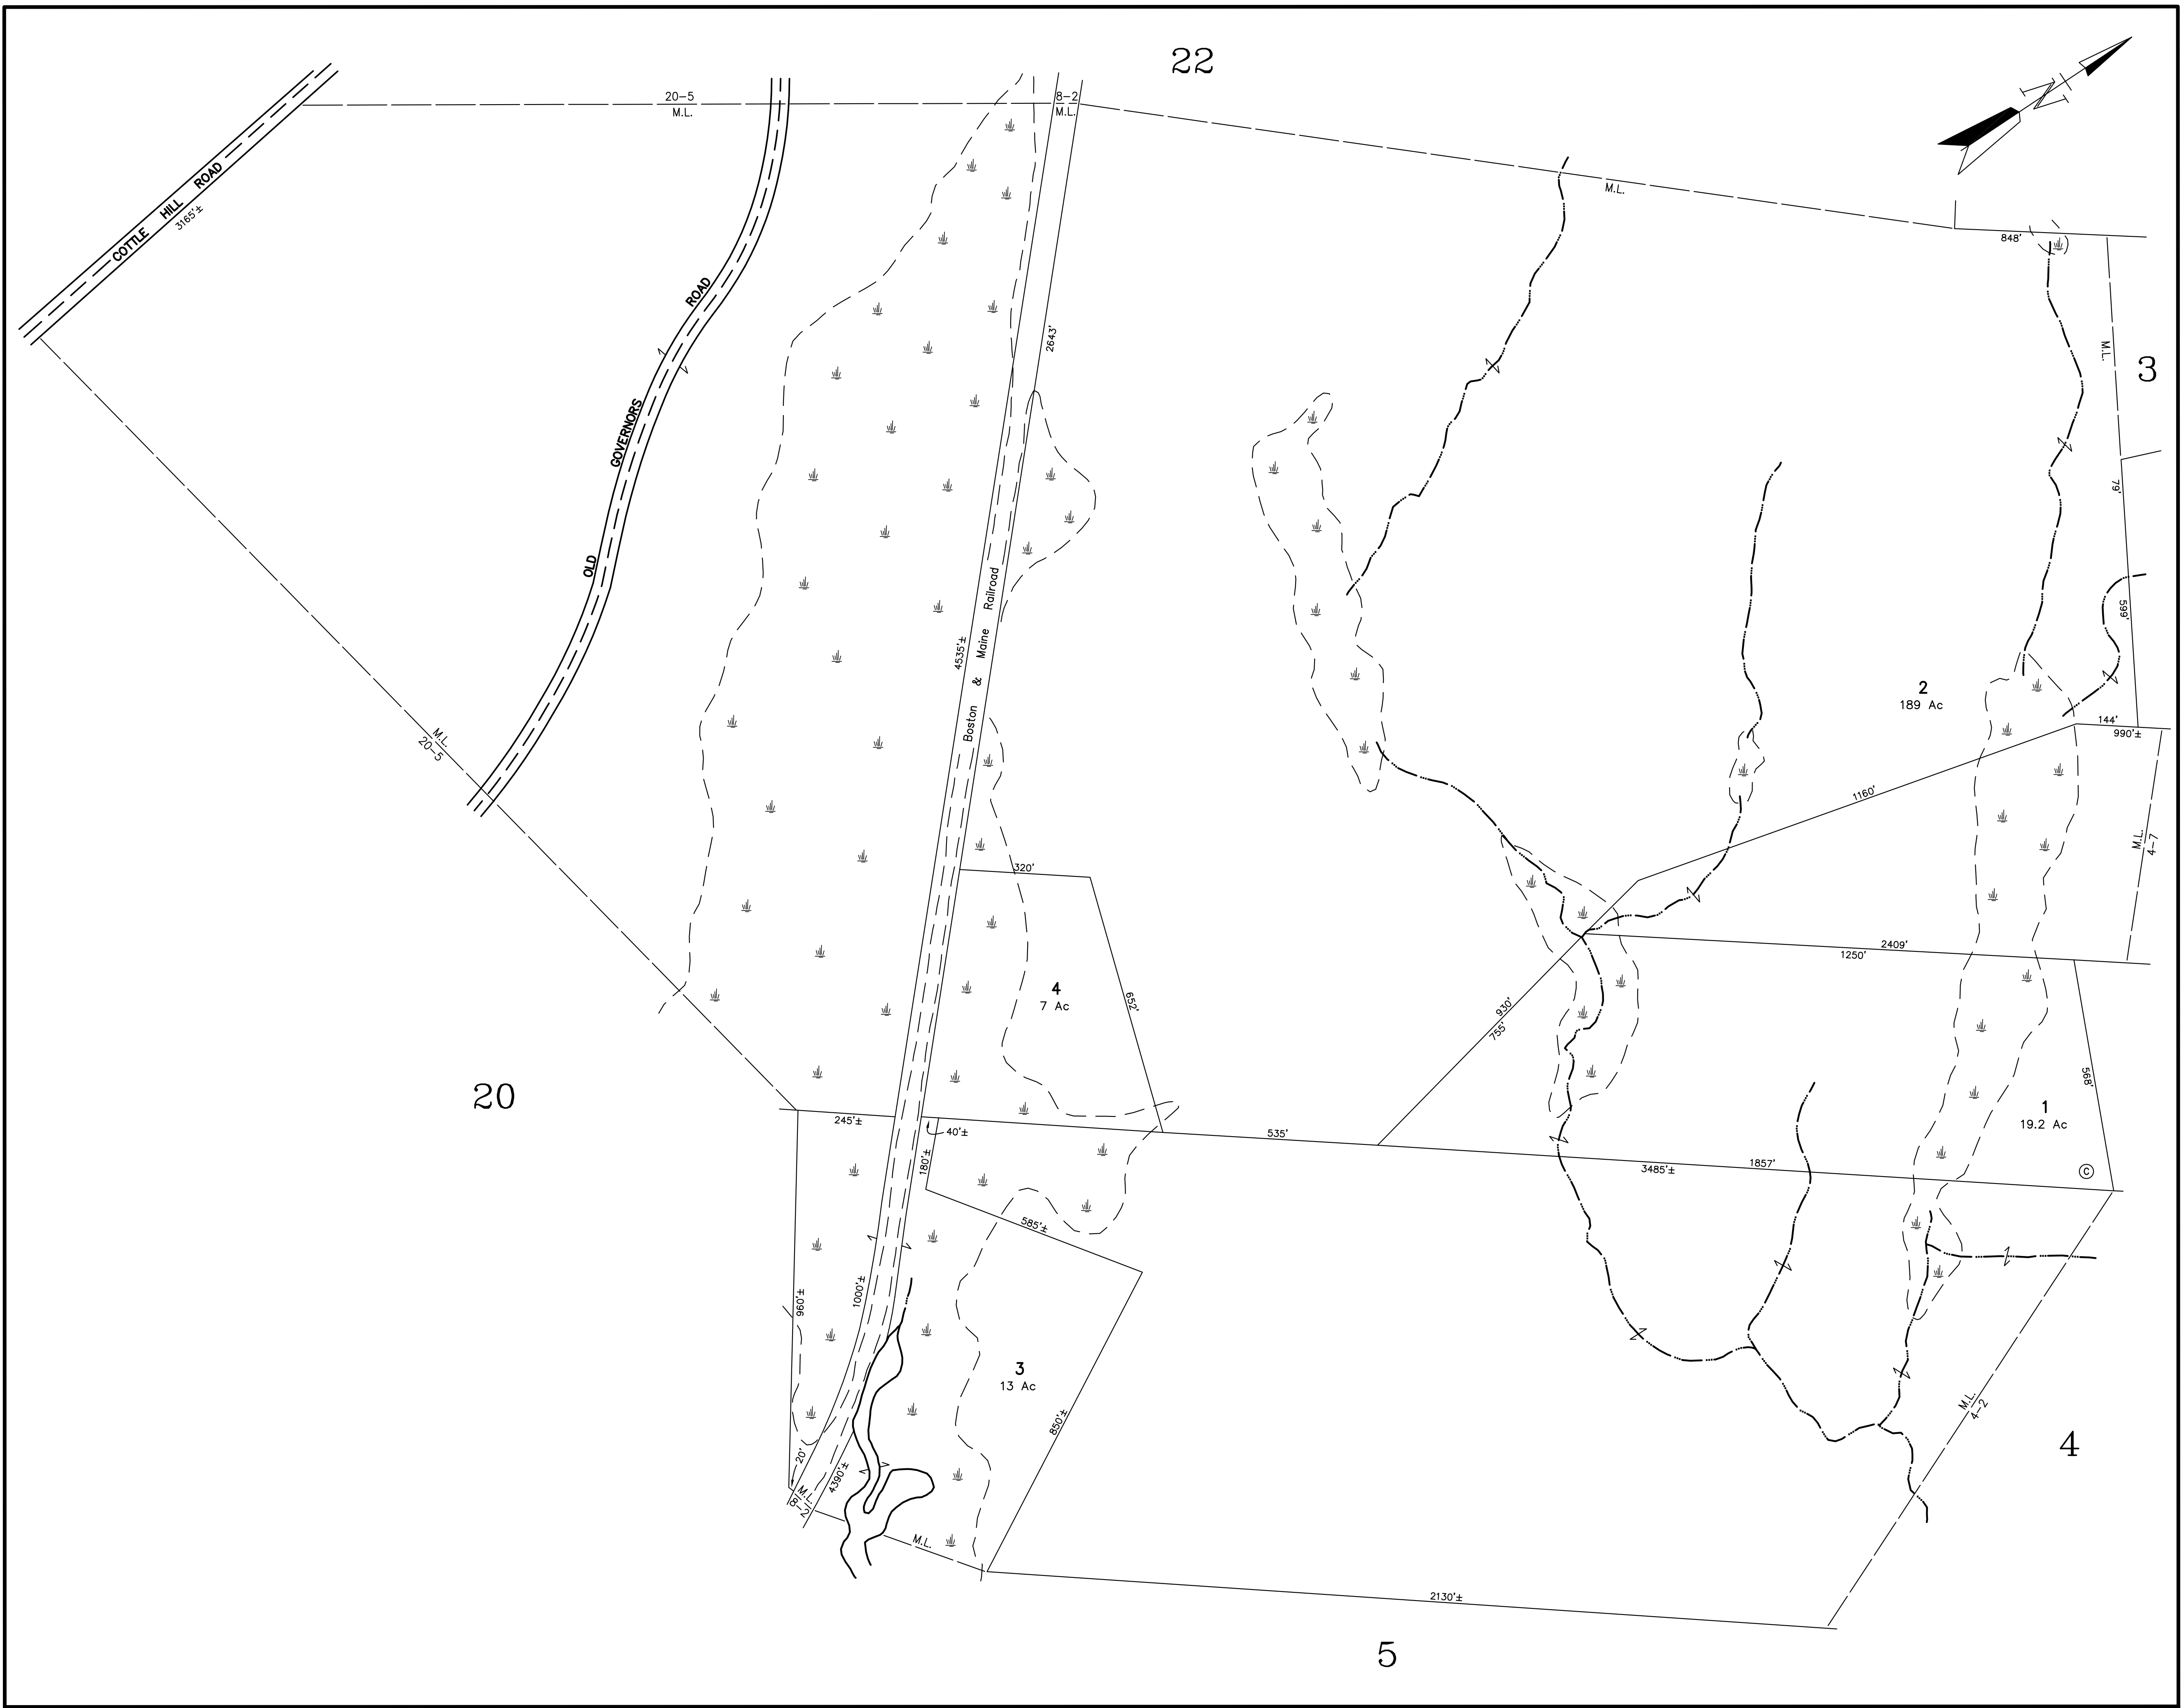 22
20-5
M.L.
8-2
M.L.
N
M.L.
848'
COTTLE HILL ROAD
3165'±
M.L.
3
2643'
79'
OLD GOVERNORS ROAD
599'
4535'±
Boston & Maine Railroad
2
189 Ac
144'
990'±
M.L.
20-5
1160'
M.L.
4-7
320'
2409'
1250'
4
7 Ac
652'
930'
755'
568'
20
1
19.2 Ac
245'±
40'±
535'
1857'
3485'±
C
180'±
585'±
960'±
1000'±
3
13 Ac
850'±
M.L.
4-2
4
20'
4390'±
M.L.
8-2
M.L.
2130'±
5